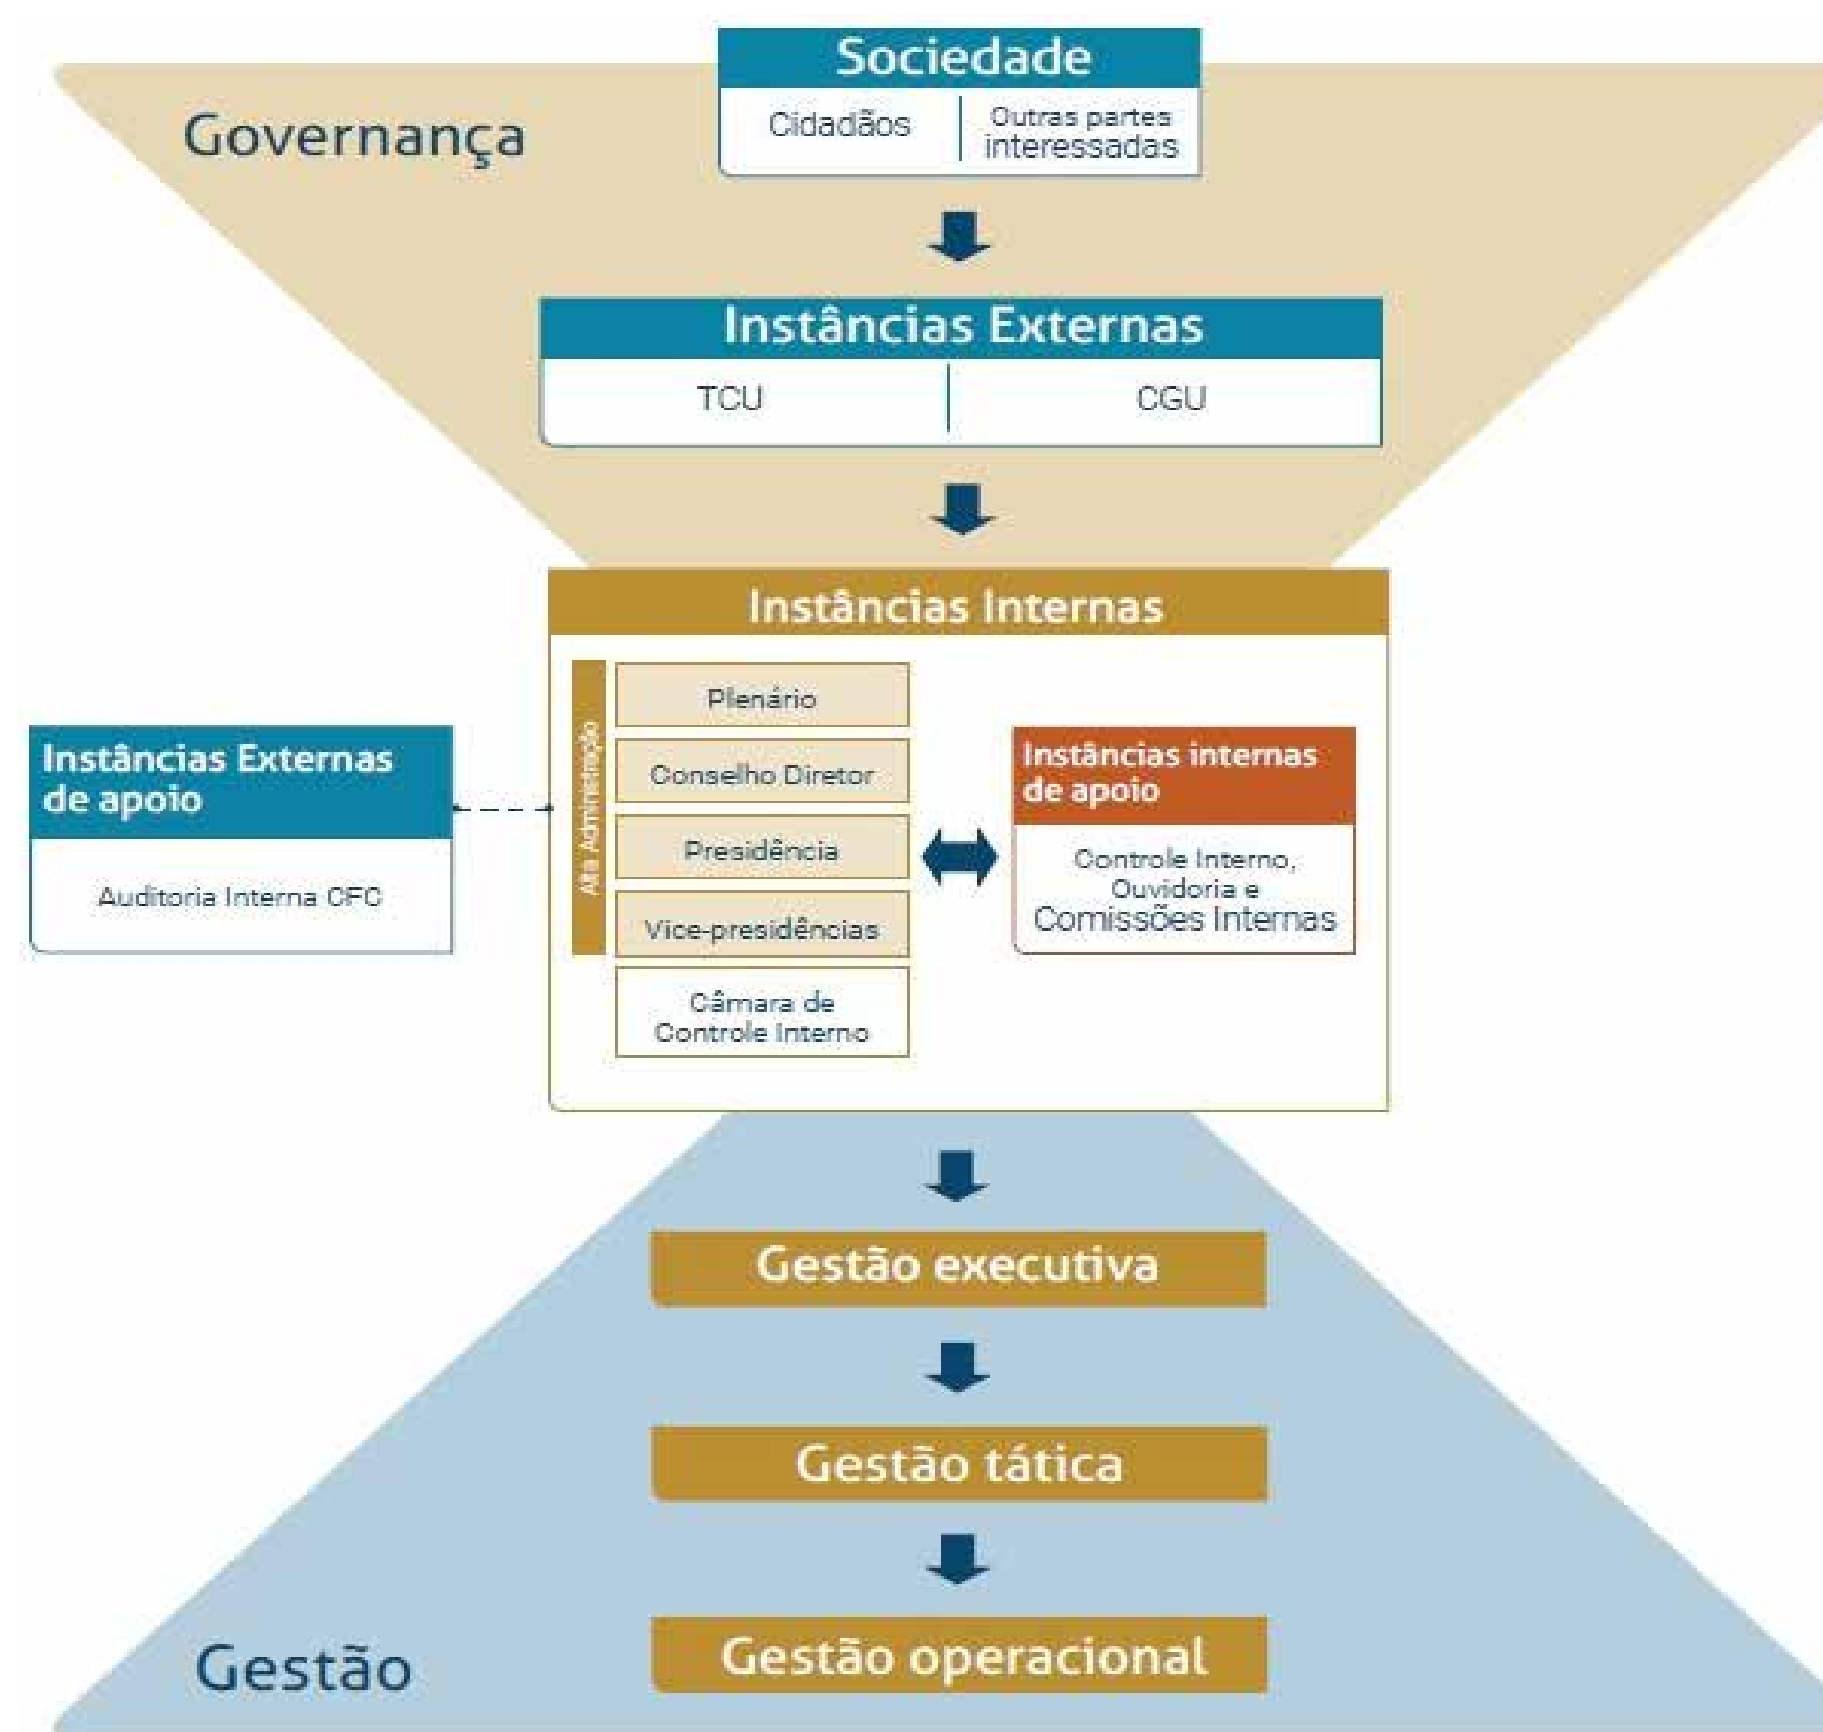 Sociedade
Governança
Cidadãos
Outras partes
interessadas
Instâncias Externas
TCU
CGU
Instâncias Internas
Alta Administração
Plenário
Conselho Diretor
Presidência
Vice-presidências
Câmara de
Controle Interno
Instâncias Externas
de apoio
Auditoria Interna CFC
Instâncias internas
de apoio
Controle Interno,
Ouvidoria e
Comissões Internas
Gestão executiva
Gestão tática
Gestão operacional
Gestão